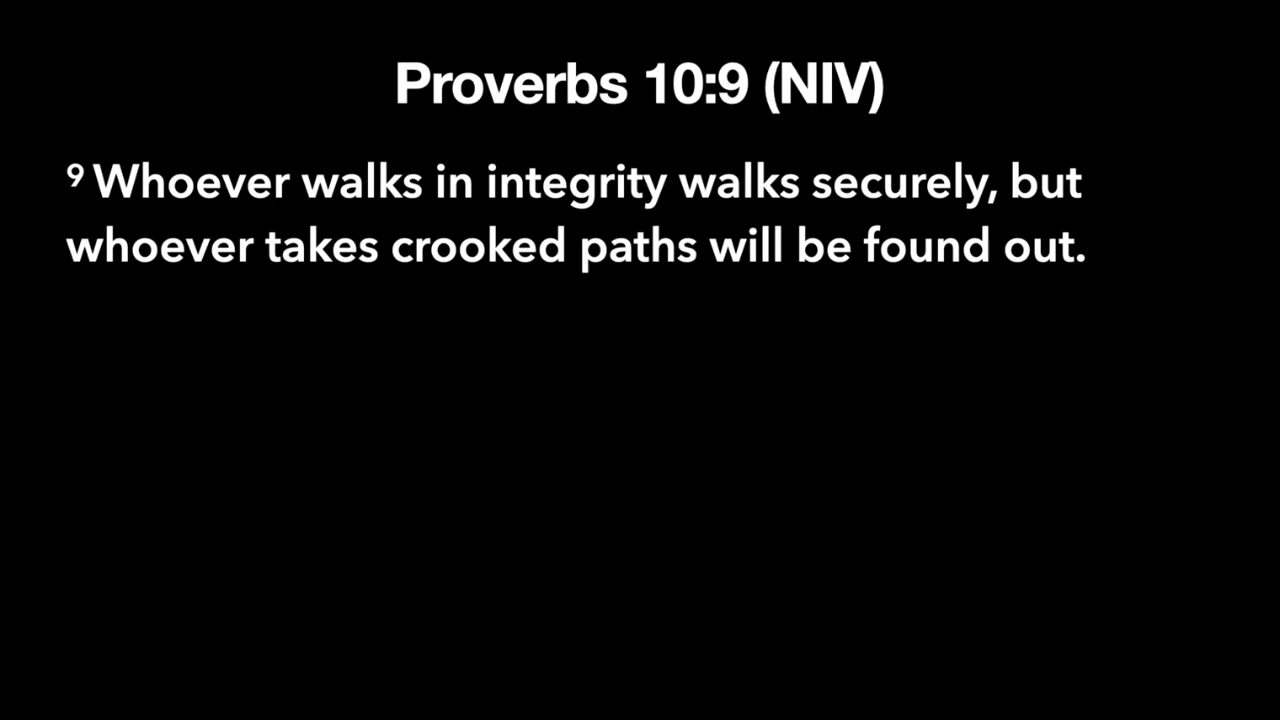 Proverbs 10:9 (NIV)
⁹ Whoever walks in integrity walks securely, but
whoever takes crooked paths will be found out.